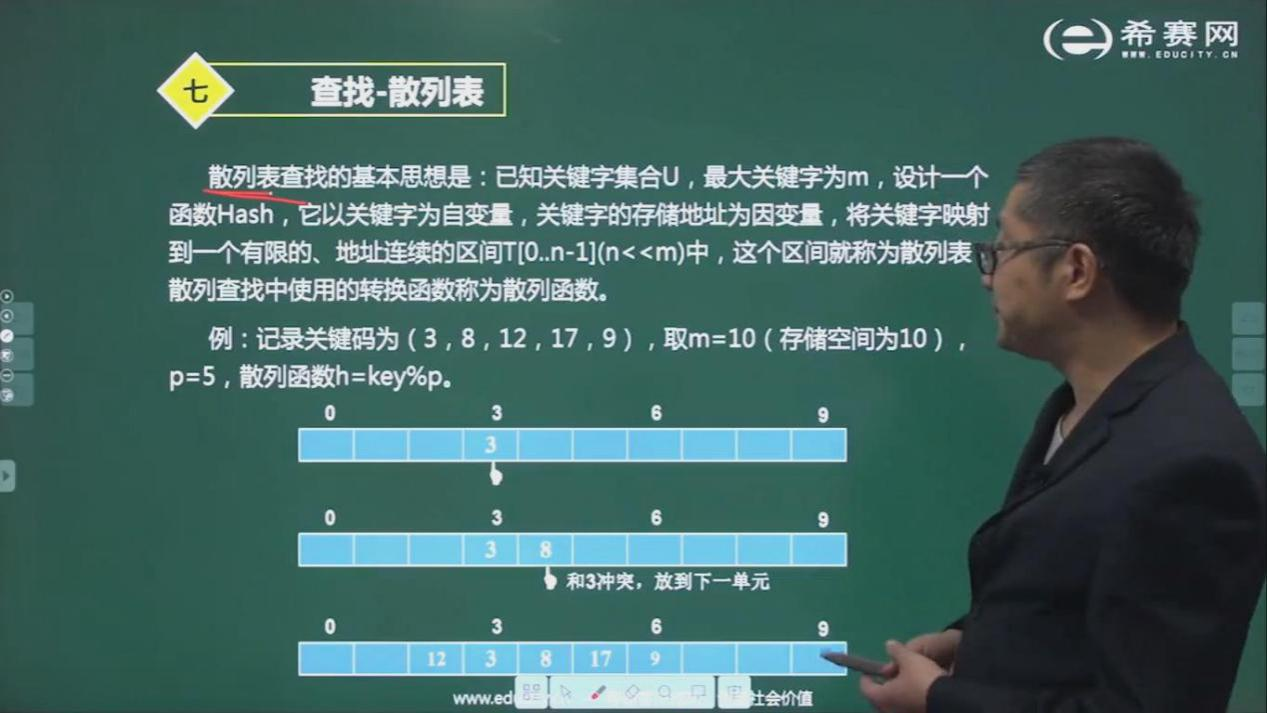 希赛网
WWW.EDUCITY.CN
七
查找-散列表
散列表查找的基本思想是：已知关键字集合U，最大关键字为m，设计一个
函数Hash，它以关键字为自变量，关键字的存储地址为因变量，将关键字映射
到一个有限的、地址连续的区间T[0..n-1](n<<m)中，这个区间就称为散列表
散列查找中使用的转换函数称为散列函数。
例：记录关键码为（3，8，12，17，9），取m=10（存储空间为10），
p=5，散列函数h=key%p。
0 3 6 9
3
0 3 6 9
3 8
和3冲突，放到下一单元
0 3 6 9
12 3 8 17 9
社会价值